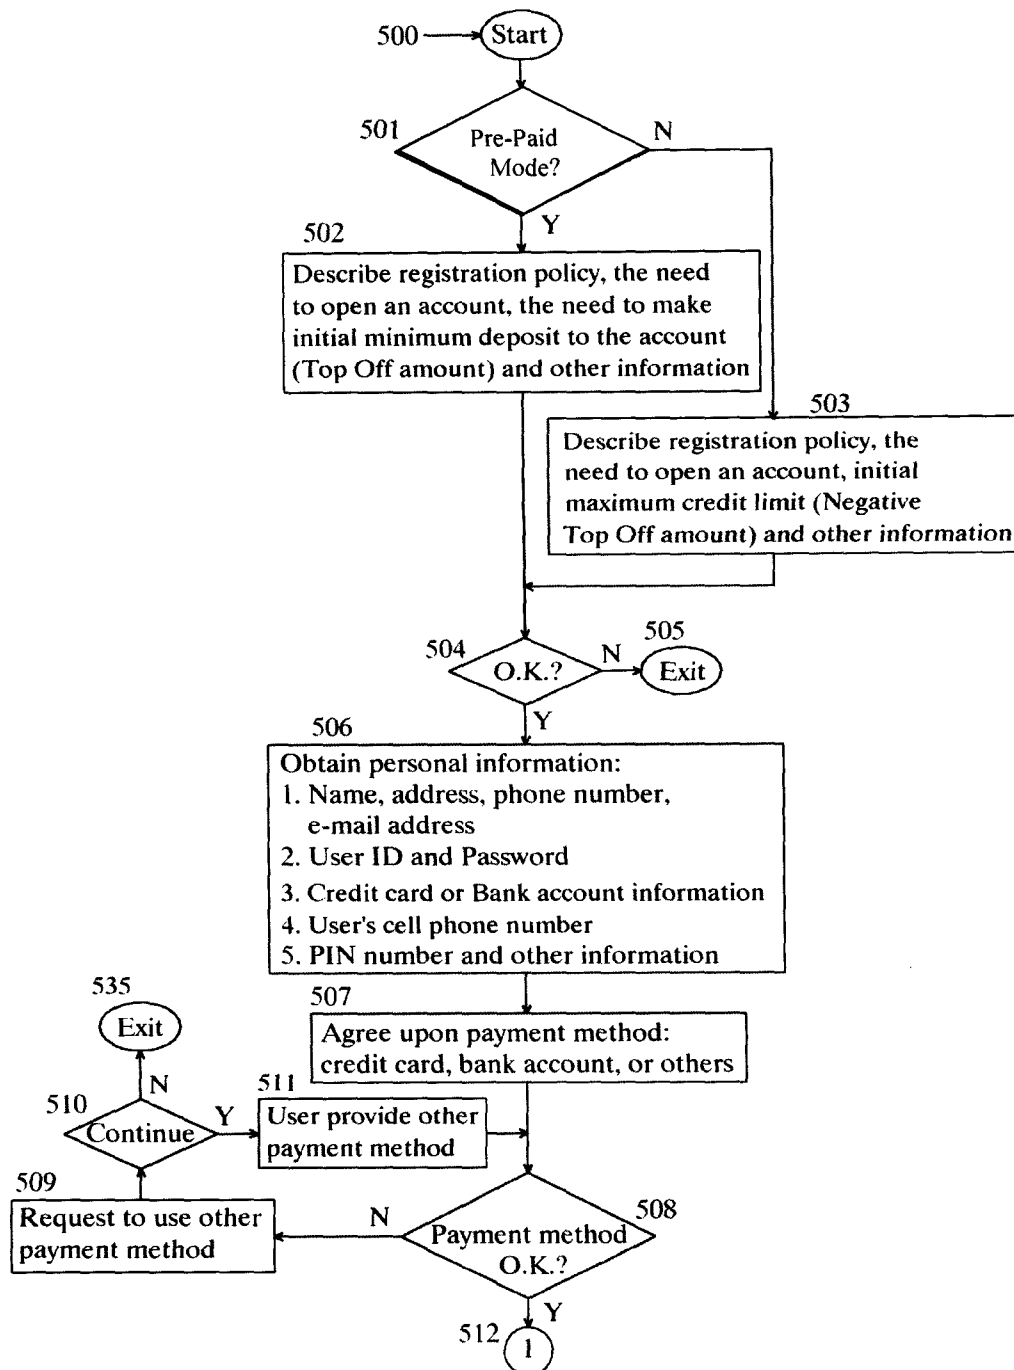 500
Start
501
Pre-Paid
Mode?
N
Y
502
Describe registration policy, the need
to open an account, the need to make
initial minimum deposit to the account
(Top Off amount) and other information
503
Describe registration policy, the
need to open an account, initial
maximum credit limit (Negative
Top Off amount) and other information
504
O.K.?
N
505
Exit
Y
506
Obtain personal information:
1. Name, address, phone number,
e-mail address
2. User ID and Password
3. Credit card or Bank account information
4. User's cell phone number
5. PIN number and other information
507
Agree upon payment method:
credit card, bank account, or others
535
Exit
N
510
Continue
Y
511
User provide other
payment method
509
Request to use other
payment method
N
508
Payment method
O.K.?
Y
512
1